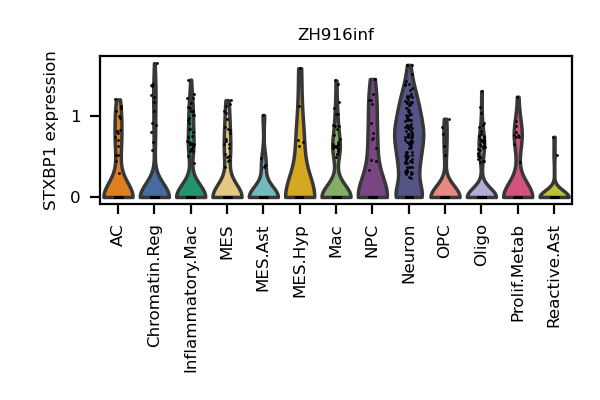 ZH916inf
STXBP1 expression
1
0
AC
Chromatin.Reg
Inflammatory.Mac
MES
MES.Ast
MES.Hyp
Mac
NPC
Neuron
OPC
Oligo
Prolif.Metab
Reactive.Ast